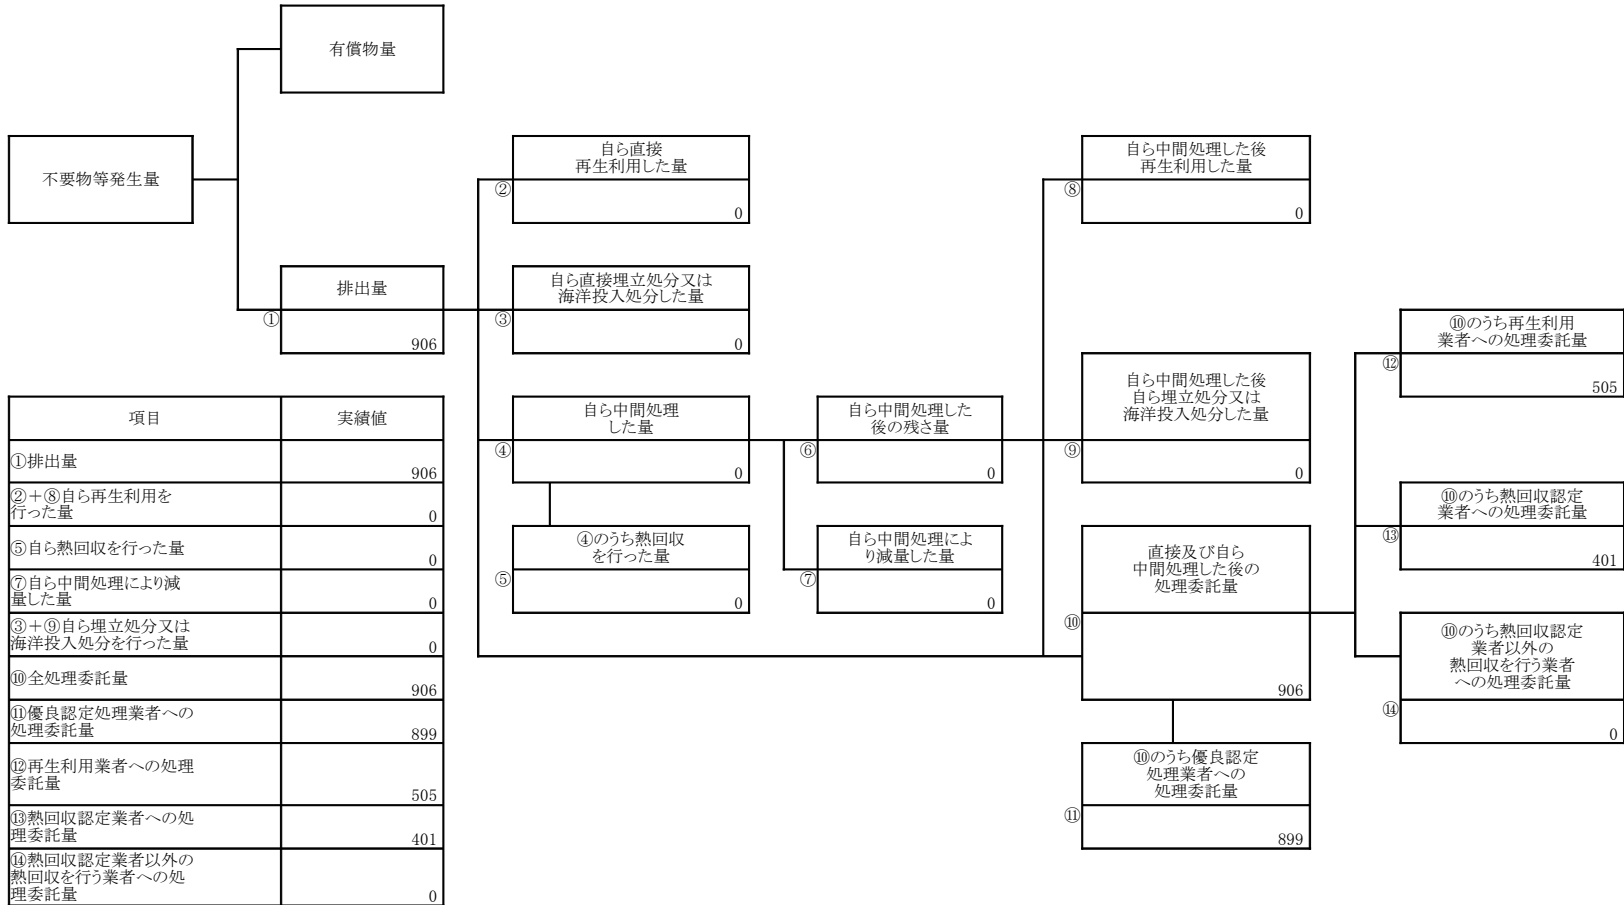 有償物量
不要物等発生量
排出量
①
906
自ら直接
再生利用した量
②
0
自ら直接埋立処分又は
海洋投入処分した量
③
0
自ら中間処理
した量
④
0
④のうち熱回収
を行った量
⑤
0
自ら中間処理した
後の残さ量
⑥
0
自ら中間処理によ
り減量した量
⑦
0
自ら中間処理した後
再生利用した量
⑧
0
自ら中間処理した後
自ら埋立処分又は
海洋投入処分した量
⑨
0
直接及び自ら
中間処理した後の
処理委託量
⑩
906
⑩のうち優良認定
処理業者への
処理委託量
⑪
899
⑩のうち再生利用
業者への処理委託量
⑫
505
⑩のうち熱回収認定
業者への処理委託量
⑬
401
⑩のうち熱回収認定
業者以外の
熱回収を行う業者
への処理委託量
⑭
0
項目 実績値
①排出量
906
②＋⑧自ら再生利用を
行った量
0
⑤自ら熱回収を行った量
0
⑦自ら中間処理により減
量した量
0
③＋⑨自ら埋立処分又は
海洋投入処分を行った量
0
⑩全処理委託量
906
⑪優良認定処理業者への
処理委託量
899
⑫再生利用業者への処理
委託量
505
⑬熱回収認定業者への処
理委託量
401
⑭熱回収認定業者以外の
熱回収を行う業者への処
理委託量
0